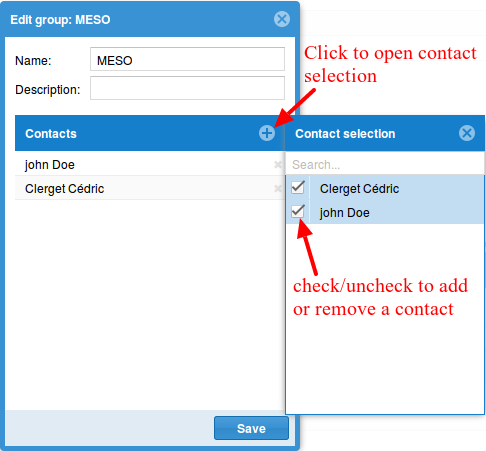 Edit group: MESO
Name: MESO
Description:
Click to open contact
selection
Contacts
john Doe
Clerget Cédric
Contact selection
Search...
Clerget Cédric
john Doe
check/uncheck to add
or remove a contact
Save